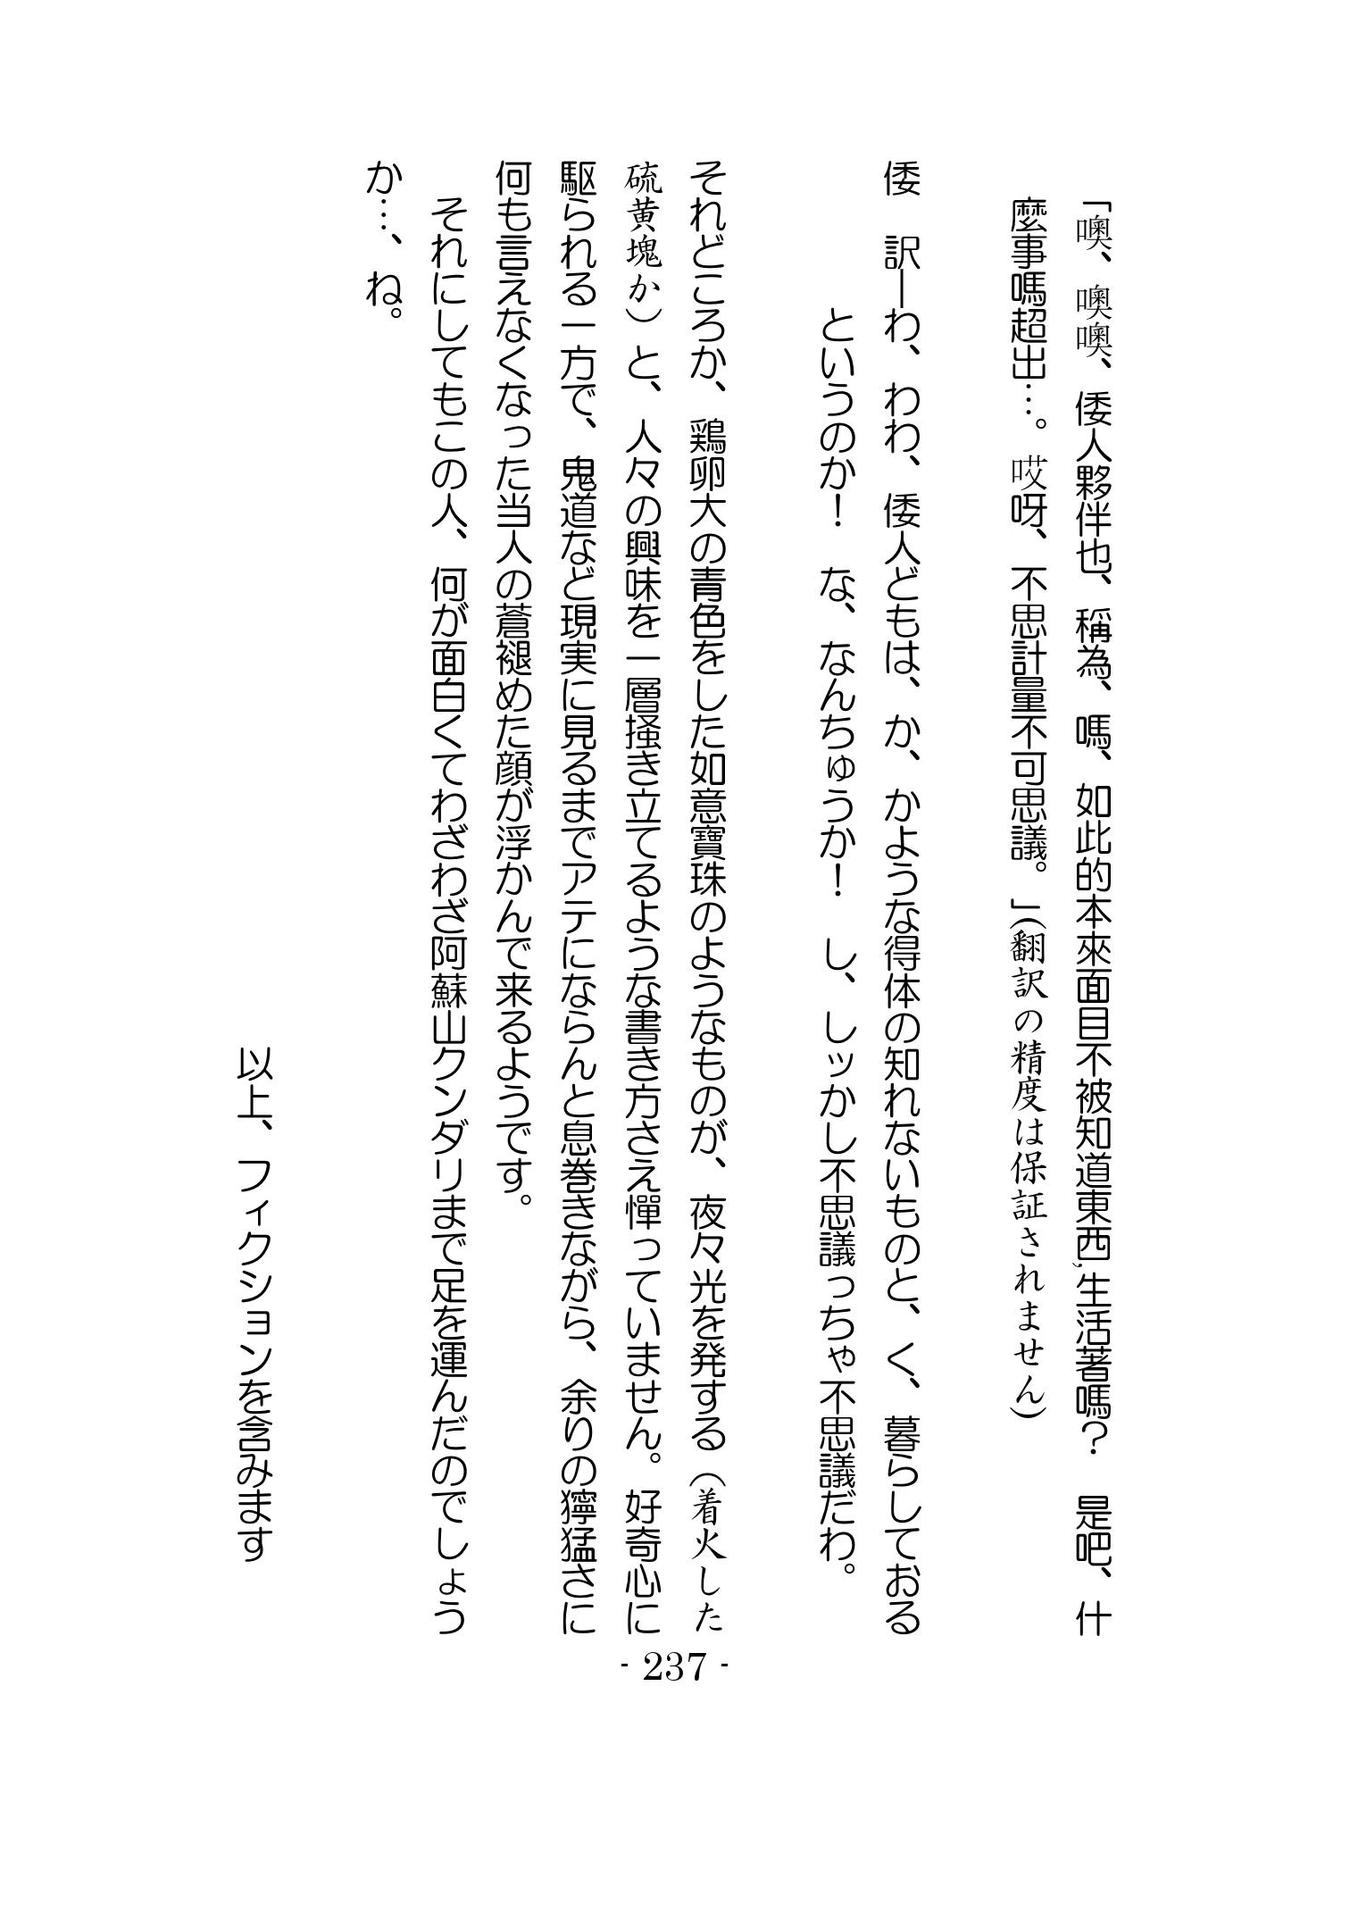 「噢、噢噢、倭人夥伴也、稱為、嗎、如此的本來面目不被知道東西,生活著嗎？　是吧、什
麼事嗎超出…。哎呀、不思計量不可思議。」（翻訳の精度は保証されません）
倭　訳―わ、わわ、倭人どもは、か、かような得体の知れないものと、く、暮らしておる
というのか！　な、なんちゅうか！　し、しッかし不思議っちゃ不思議だわ。
それどころか、鶏卵大の青色をした如意寶珠のようなものが、夜々光を発する（着火した
硫黄塊か）と、人々の興味を一層掻き立てるような書き方さえ憚っていません。好奇心に
駆られる一方で、鬼道など現実に見るまでアテにならんと息巻きながら、余りの獰猛さに
何も言えなくなった当人の蒼褪めた顔が浮かんで来るようです。
それにしてもこの人、何が面白くてわざわざ阿蘇山クンダリまで足を運んだのでしょう
か…、ね。
以上、フィクションを含みます
- 237 -